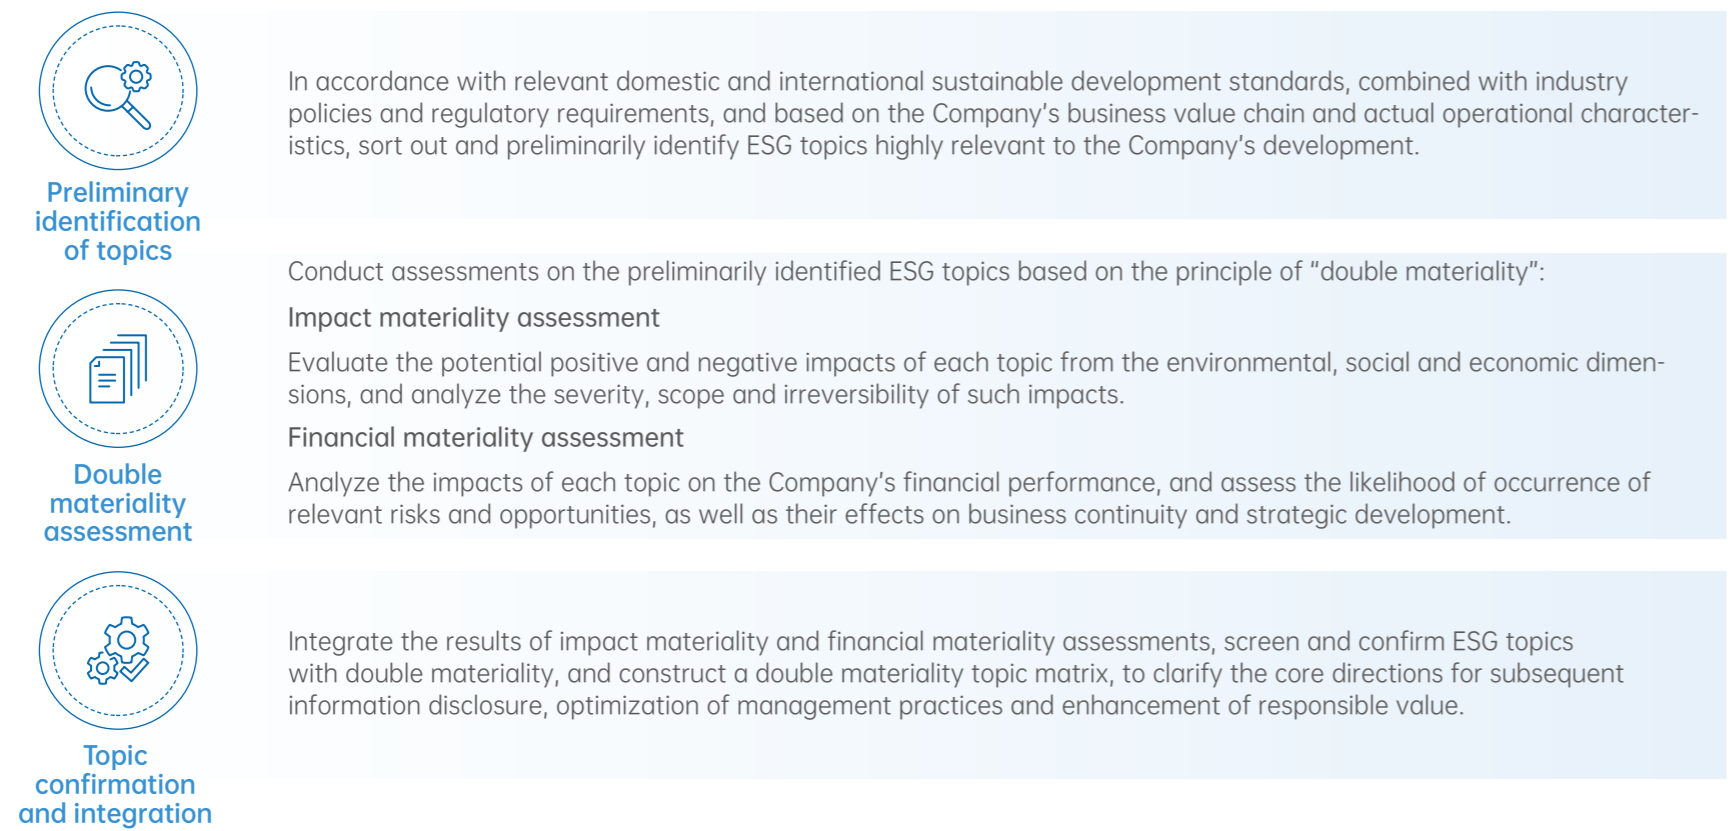 Preliminary
identification
of topics
In accordance with relevant domestic and international sustainable development standards, combined with industry
policies and regulatory requirements, and based on the Company's business value chain and actual operational character-
istics, sort out and preliminarily identify ESG topics highly relevant to the Company's development.
Double
materiality
assessment
Conduct assessments on the preliminarily identified ESG topics based on the principle of “double materiality”:
Impact materiality assessment
Evaluate the potential positive and negative impacts of each topic from the environmental, social and economic dimen-
sions, and analyze the severity, scope and irreversibility of such impacts.
Financial materiality assessment
Analyze the impacts of each topic on the Company's financial performance, and assess the likelihood of occurrence of
relevant risks and opportunities, as well as their effects on business continuity and strategic development.
Topic
confirmation
and integration
Integrate the results of impact materiality and financial materiality assessments, screen and confirm ESG topics
with double materiality, and construct a double materiality topic matrix, to clarify the core directions for subsequent
information disclosure, optimization of management practices and enhancement of responsible value.